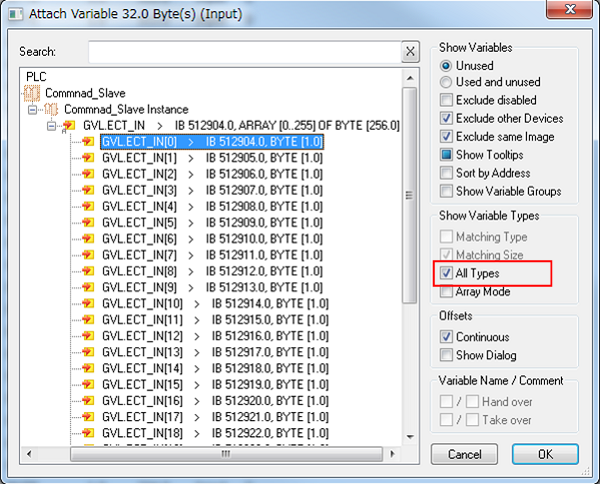 Attach Variable 32.0 Byte(s) (Input)
Search:
PLC
Commnad_Slave
Commnad_Slave Instance
GVL.ECT_IN > IB 512904.0, ARRAY [0..255] OF BYTE [256.0]
GVL.ECT_IN[0] > IB 512904.0, BYTE [1.0]
GVL.ECT_IN[1] > IB 512905.0, BYTE [1.0]
GVL.ECT_IN[2] > IB 512906.0, BYTE [1.0]
GVL.ECT_IN[3] > IB 512907.0, BYTE [1.0]
GVL.ECT_IN[4] > IB 512908.0, BYTE [1.0]
GVL.ECT_IN[5] > IB 512909.0, BYTE [1.0]
GVL.ECT_IN[6] > IB 512910.0, BYTE [1.0]
GVL.ECT_IN[7] > IB 512911.0, BYTE [1.0]
GVL.ECT_IN[8] > IB 512912.0, BYTE [1.0]
GVL.ECT_IN[9] > IB 512913.0, BYTE [1.0]
GVL.ECT_IN[10] > IB 512914.0, BYTE [1.0]
GVL.ECT_IN[11] > IB 512915.0, BYTE [1.0]
GVL.ECT_IN[12] > IB 512916.0, BYTE [1.0]
GVL.ECT_IN[13] > IB 512917.0, BYTE [1.0]
GVL.ECT_IN[14] > IB 512918.0, BYTE [1.0]
GVL.ECT_IN[15] > IB 512919.0, BYTE [1.0]
GVL.ECT_IN[16] > IB 512920.0, BYTE [1.0]
GVL.ECT_IN[17] > IB 512921.0, BYTE [1.0]
GVL.ECT_IN[18] > IB 512922.0, BYTE [1.0]
Show Variables
Unused
Used and unused
Exclude disabled
Exclude other Devices
Exclude same Image
Show Tooltips
Sort by Address
Show Variable Groups
Show Variable Types
Matching Type
Matching Size
All Types
Array Mode
Offsets
Continuous
Show Dialog
Variable Name / Comment
/ Hand over
/ Take over
Cancel
OK